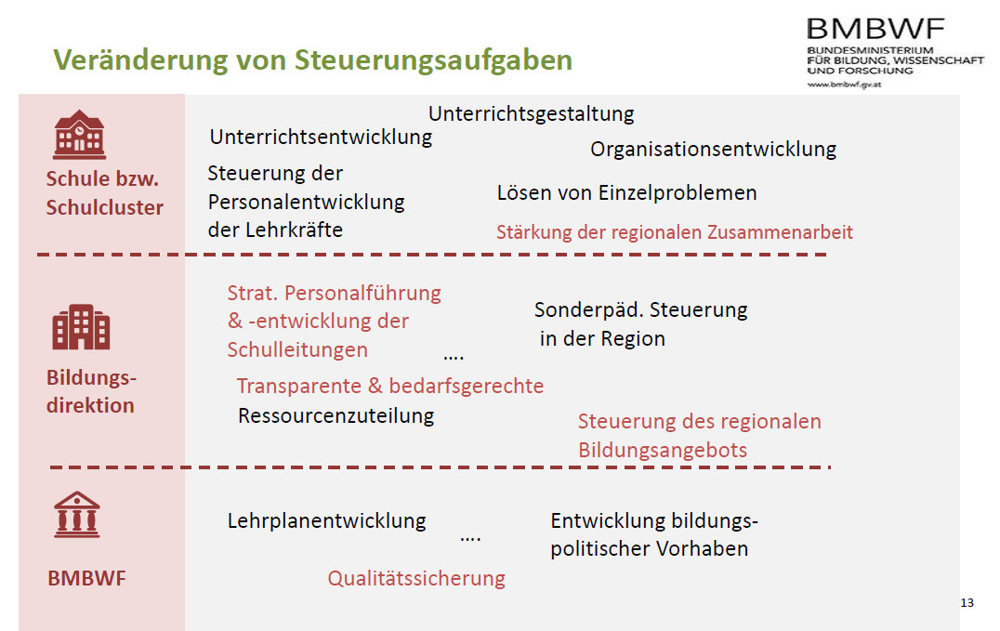 Veränderung von Steuerungsaufgaben
BMBWF
BUNDESMINISTERIUM
FÜR BILDUNG, WISSENSCHAFT
UND FORSCHUNG
www.bmbwf.gv.at
Schule bzw.
Schulcluster
Unterrichtsgestaltung
Unterrichtsentwicklung
Organisationsentwicklung
Steuerung der
Personalentwicklung
der Lehrkräfte
Lösen von Einzelproblemen
Stärkung der regionalen Zusammenarbeit
Bildungs-
direktion
Strat. Personalführung
& -entwicklung der
Schulleitungen
....
Sonderpäd. Steuerung
in der Region
Transparente & bedarfsgerechte
Ressourcenzuteilung
Steuerung des regionalen
Bildungsangebots
BMBWF
Lehrplanentwicklung
....
Entwicklung bildungs-
politischer Vorhaben
Qualitätssicherung
13